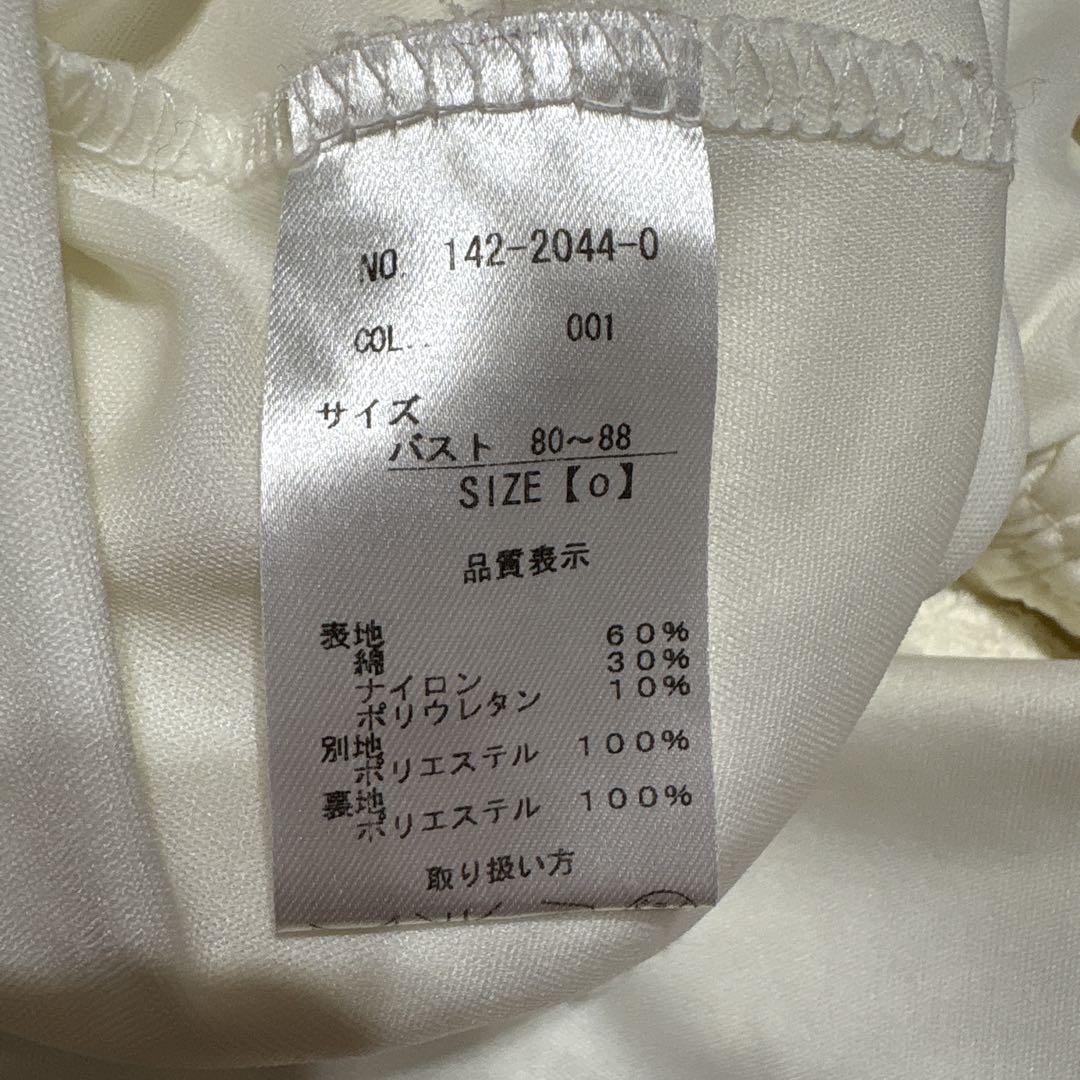 NO. 142-2044-0
COL.. 001
サイズ
バスト 80～88
SIZE【0】
品質表示
表地
綿 60%
ナイロン 30%
ポリウレタン 10%
別地
ポリエステル 100%
裏地
ポリエステル 100%
取り扱い方